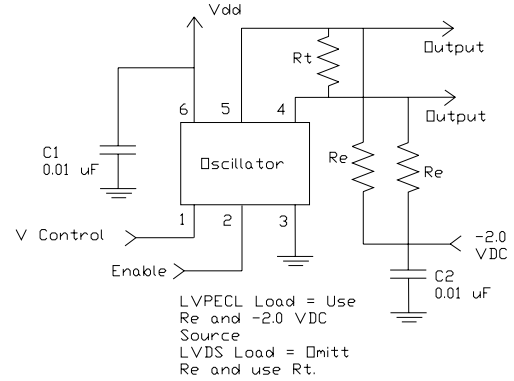 Vdd
Output
Rt
6
5
4
Output
C1
0.01 uF
Oscillator
Re
Re
1
2
3
V Control
-2.0
VDC
Enable
C2
0.01 uF
LVPECL Load = Use
Re and -2.0 VDC
Source
LVDS Load = Omitt
Re and use Rt.